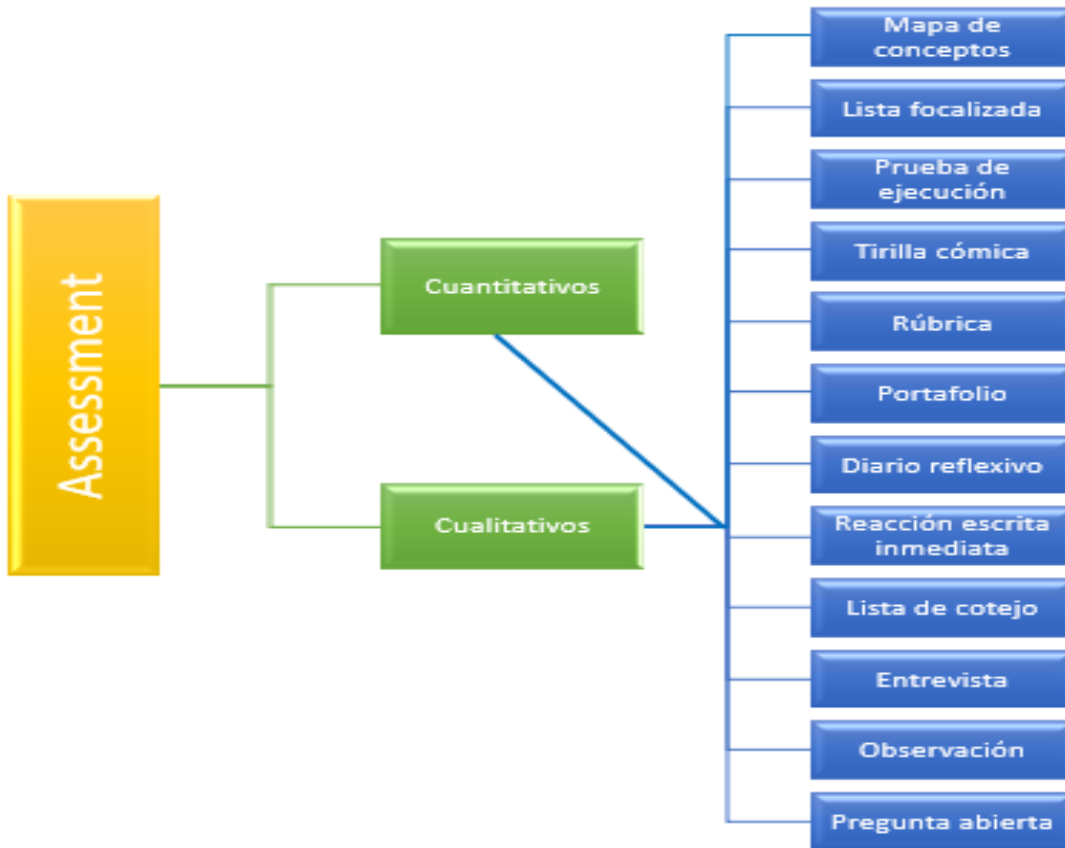 Assessment
Cuantitativos
Cualitativos
Mapa de
conceptos
Lista focalizada
Prueba de
ejecución
Tirilla cómica
Rúbrica
Portafolio
Diario reflexivo
Reacción escrita
inmediata
Lista de cotejo
Entrevista
Observación
Pregunta abierta